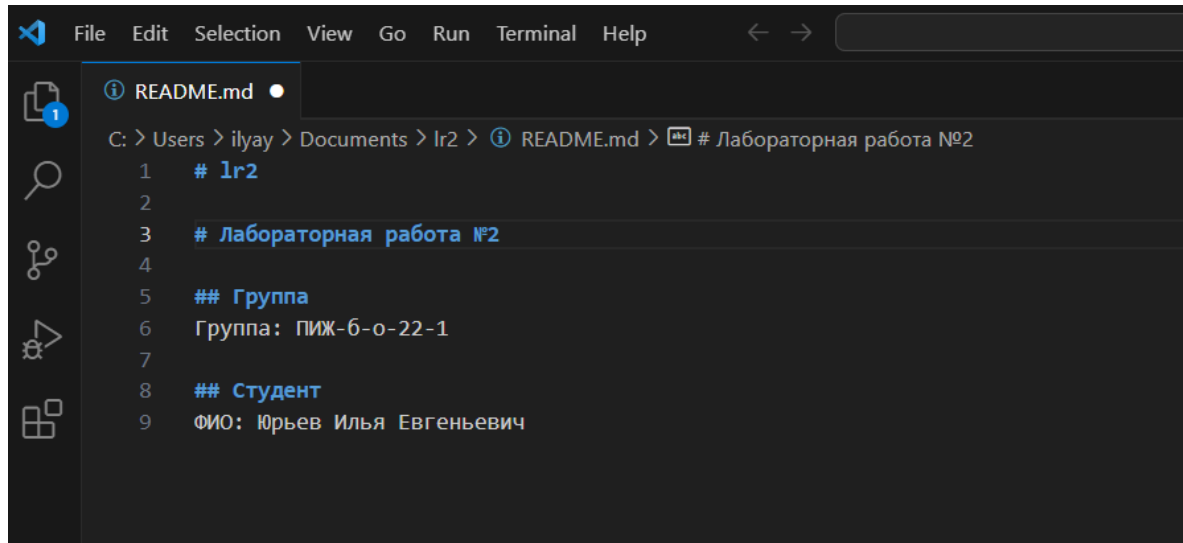 File Edit Selection View Go Run Terminal Help
README.md
1
C: > Users > ilyay > Documents > lr2 > README.md > abc # Лабораторная работа №2
1 # lr2
2
3 # Лабораторная работа №2
4
5 ## Группа
6 Группа: ПИЖ-б-о-22-1
7
8 ## Студент
9 ФИО: Юрьев Илья Евгеньевич